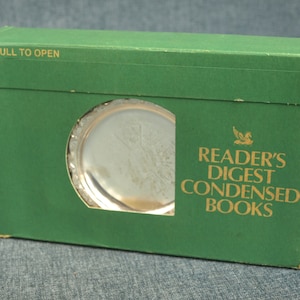 ULL TO OPEN
READER'S
DIGEST
CONDENSED
BOOKS